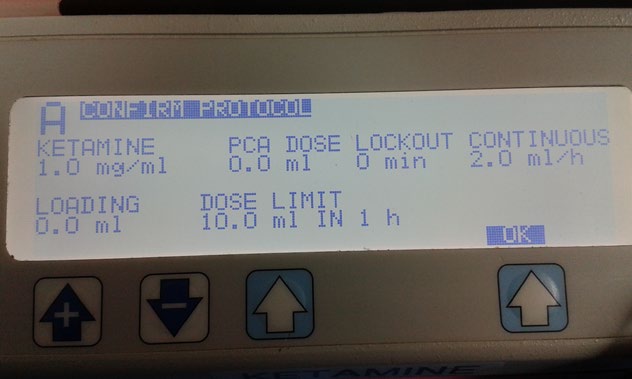 A CONFIRM PROTOCOL
KETAMINE PCA DOSE LOCKOUT CONTINUOUS
1.0 mg/ml 0.0 ml 0 min 2.0 ml/h
LOADING DOSE LIMIT
0.0 ml 10.0 ml IN 1 h
OK
+ −
KETAMINE